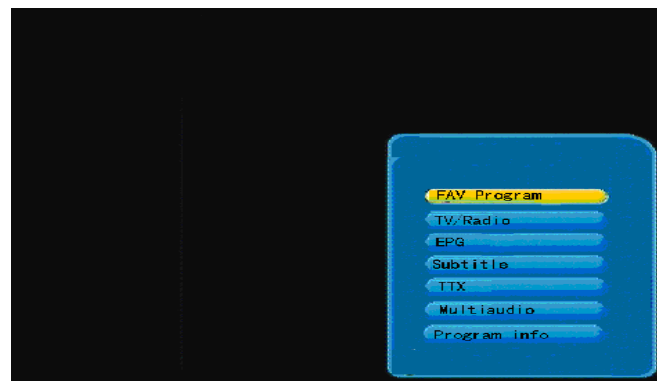 FAV Program
TV/Radio
EPG
Subtitle
TTX
Multiaudio
Program info